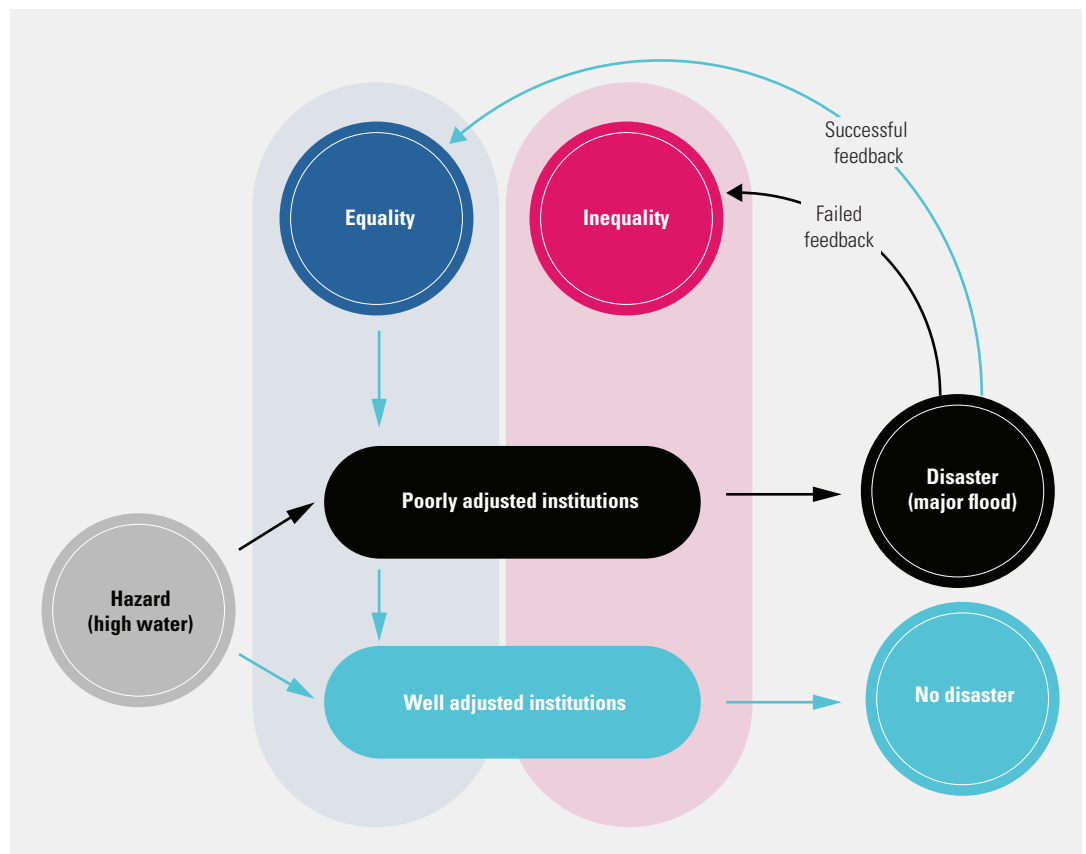 Successful
feedback
Equality
Inequality
Failed
feedback
Poorly adjusted institutions
Disaster
(major flood)
Hazard
(high water)
Well adjusted institutions
No disaster